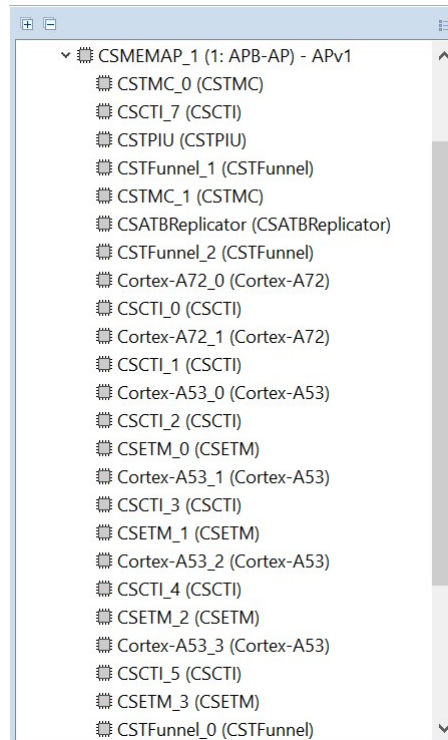 CSMEMAP_1 (1: APB-AP) - APv1
CSTMC_0 (CSTMC)
CSCTI_7 (CSCTI)
CSTPIU (CSTPIU)
CSTFunnel_1 (CSTFunnel)
CSTMC_1 (CSTMC)
CSATBReplicator (CSATBReplicator)
CSTFunnel_2 (CSTFunnel)
Cortex-A72_0 (Cortex-A72)
CSCTI_0 (CSCTI)
Cortex-A72_1 (Cortex-A72)
CSCTI_1 (CSCTI)
Cortex-A53_0 (Cortex-A53)
CSCTI_2 (CSCTI)
CSETM_0 (CSETM)
Cortex-A53_1 (Cortex-A53)
CSCTI_3 (CSCTI)
CSETM_1 (CSETM)
Cortex-A53_2 (Cortex-A53)
CSCTI_4 (CSCTI)
CSETM_2 (CSETM)
Cortex-A53_3 (Cortex-A53)
CSCTI_5 (CSCTI)
CSETM_3 (CSETM)
CSTFunnel_0 (CSTFunnel)